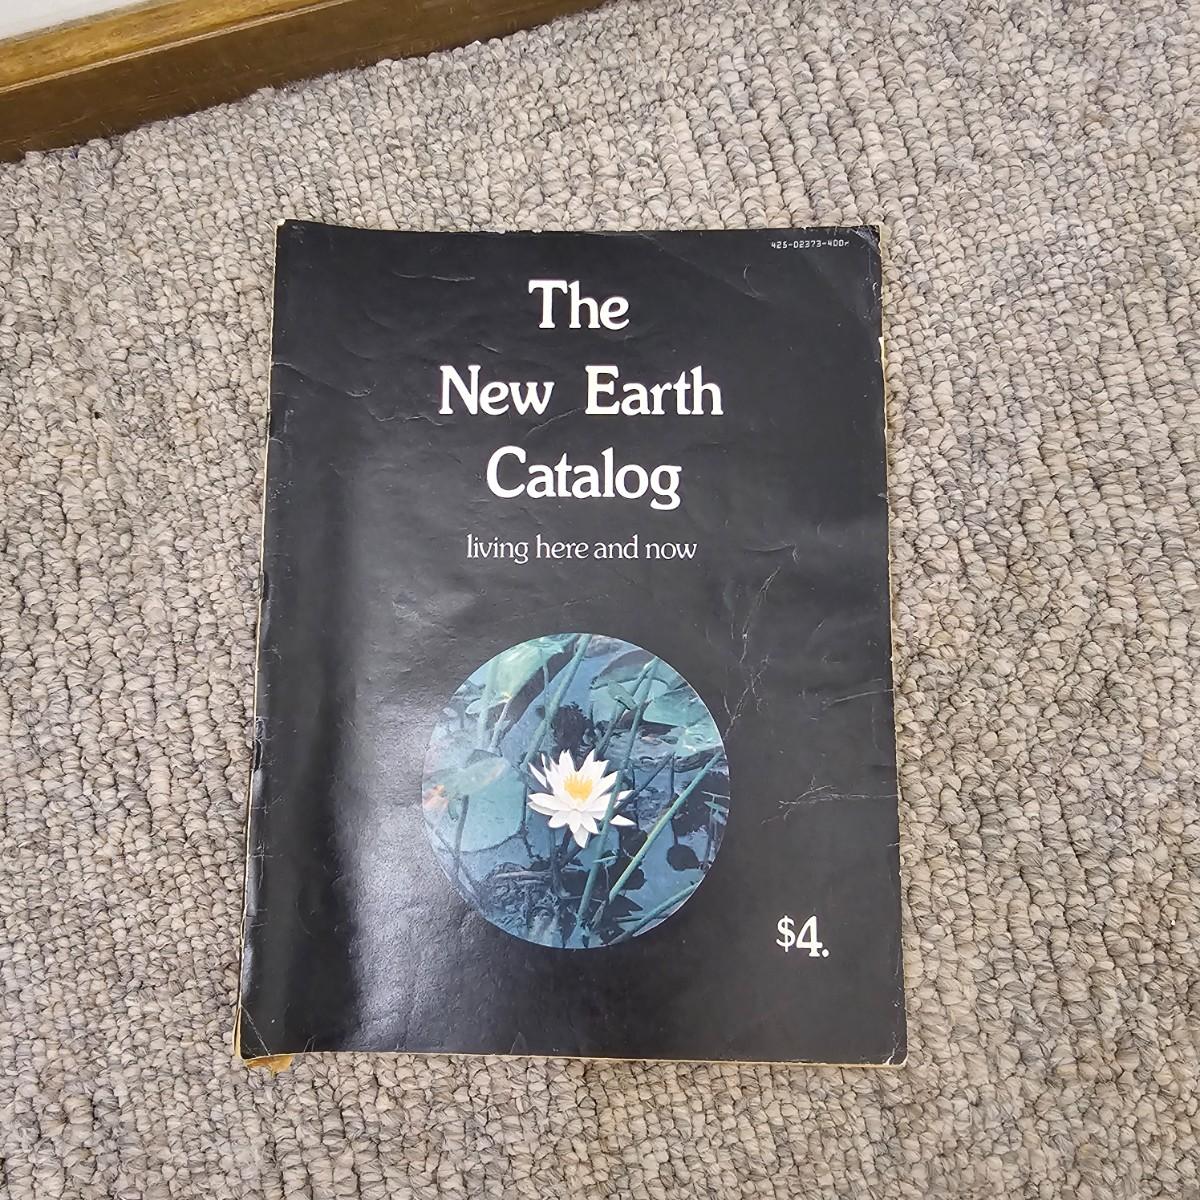 425-02373-400
The
New Earth
Catalog
living here and now
$4.